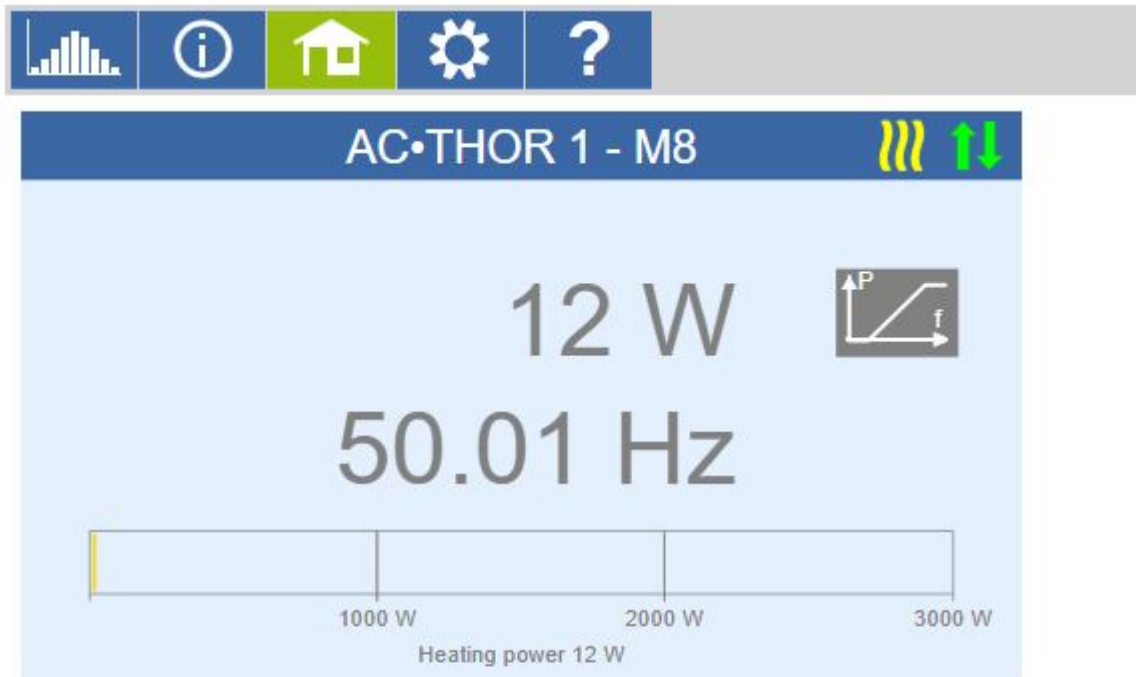 ?
AC•THOR 1 - M8
12 W
P
f
50.01 Hz
1000 W 2000 W 3000 W
Heating power 12 W